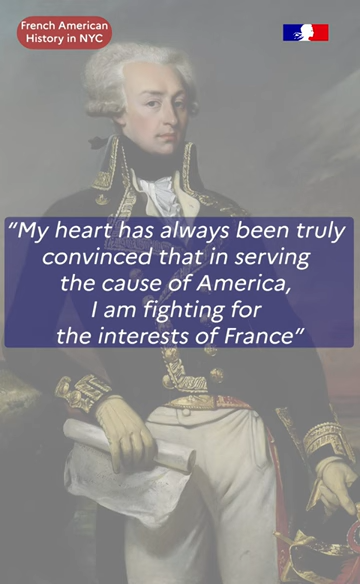 French American
History in NYC
"My heart has always been truly
convinced that in serving
the cause of America,
I am fighting for
the interests of France"